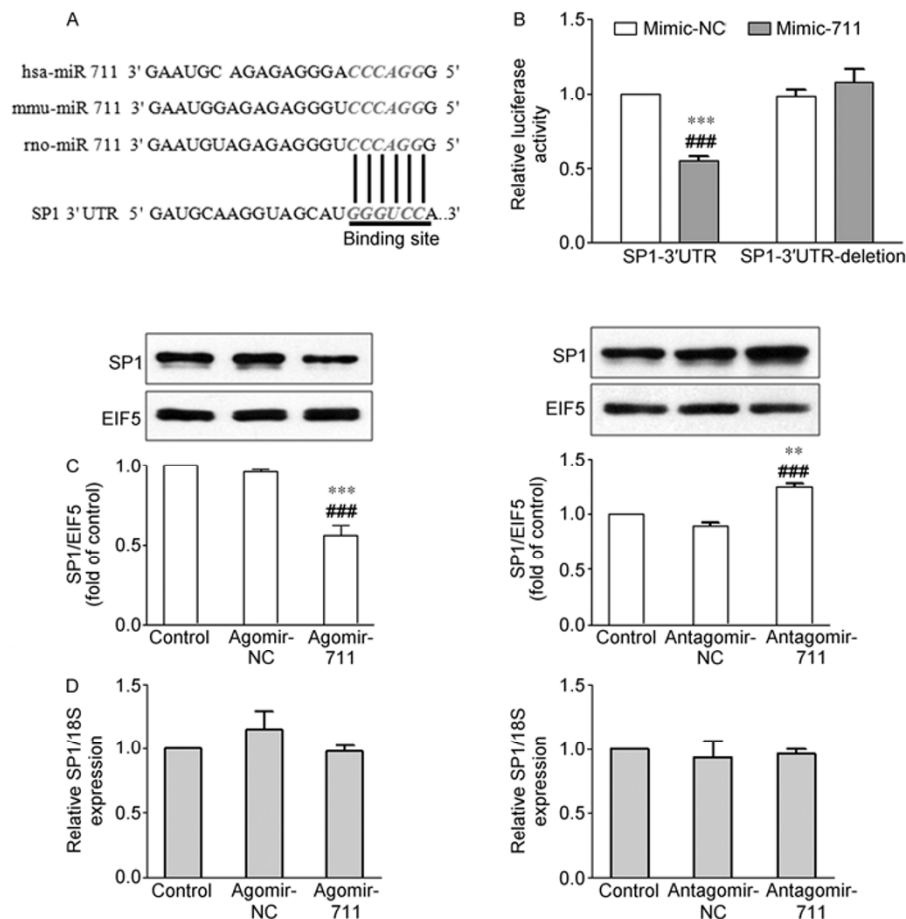 A
hsa-miR 711 3' GAAUGC AGAGAGGGACCCAGGG 5'
mmu-miR 711 3' GAAUGGAGAGAGGGUCCCAGGG 5'
rno-miR 711 3' GAAUGUAGAGAGGGUCCCAGGG 5'
SP1 3'UTR 5' GAUGCAAGGUAGCAUGGGUCCA..3'
Binding site
B
Mimic-NC Mimic-711
Relative luciferase
activity
1.5
1.0
0.5
0.0
***
###
SP1-3'UTR SP1-3'UTR-deletion
SP1
EIF5
C
SP1/EIF5
(fold of control)
1.0
0.5
0.0
***
###
Control Agomir-
NC Agomir-
711
SP1
EIF5
SP1/EIF5
(fold of control)
1.5
1.0
0.5
0.0
**
###
Control Antagomir-
NC Antagomir-
711
D
Relative SP1/18S
expression
1.5
1.0
0.5
0.0
Control Agomir-
NC Agomir-
711
Relative SP1/18S
expression
1.5
1.0
0.5
0.0
Control Antagomir-
NC Antagomir-
711